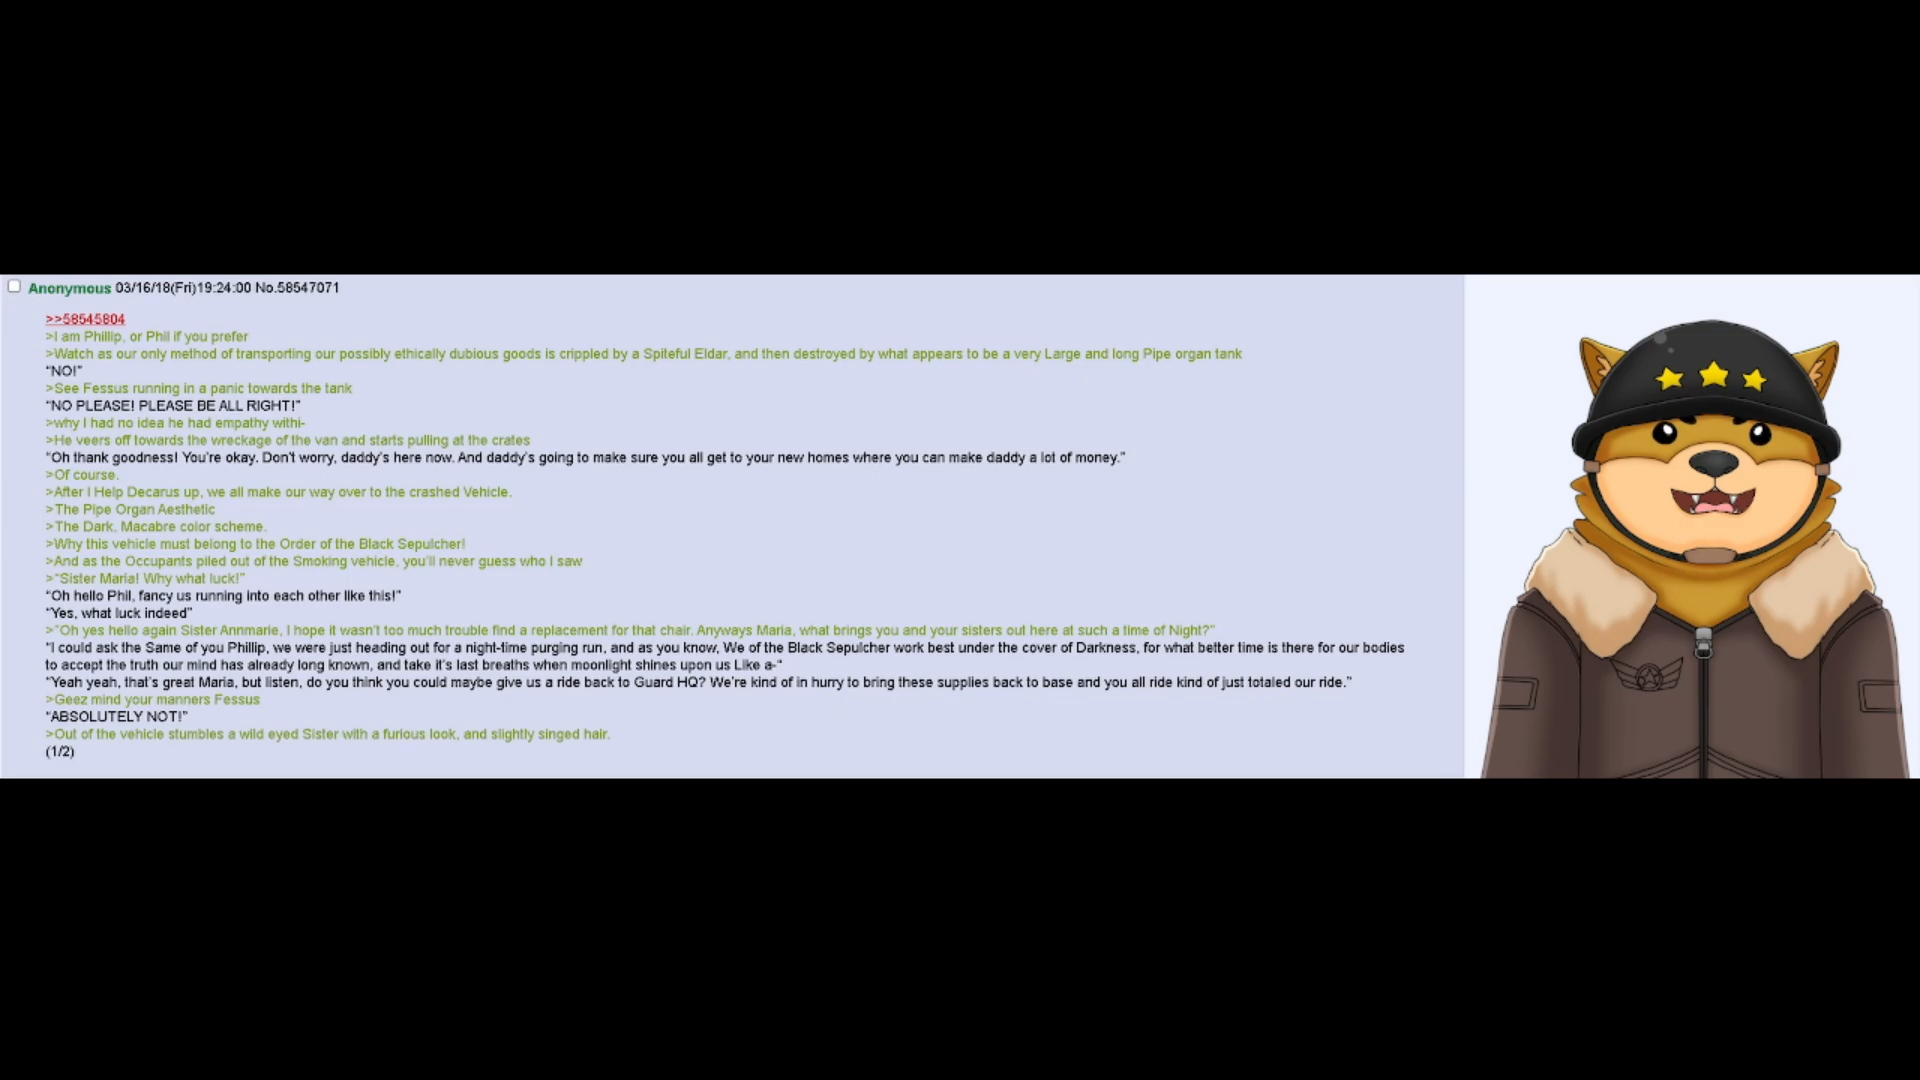 Anonymous 03/16/18(Fri)19:24:00 No.58547071
>>58545804
>I am Phillip, or Phil if you prefer
>Watch as our only method of transporting our possibly ethically dubious goods is crippled by a Spiteful Eldar, and then destroyed by what appears to be a very Large and long Pipe organ tank
“NO!”
>See Fessus running in a panic towards the tank
“NO PLEASE! PLEASE BE ALL RIGHT!”
>why I had no idea he had empathy withi-
>He veers off towards the wreckage of the van and starts pulling at the crates
“Oh thank goodness! You’re okay. Don’t worry, daddy’s here now. And daddy’s going to make sure you all get to your new homes where you can make daddy a lot of money.”
>Of course.
>After I Help Decarus up, we all make our way over to the crashed Vehicle.
>The Pipe Organ Aesthetic
>The Dark, Macabre color scheme.
>Why this vehicle must belong to the Order of the Black Sepulcher!
>And as the Occupants piled out of the Smoking vehicle, you’ll never guess who I saw
>“Sister Maria! Why what luck!”
“Oh hello Phil, fancy us running into each other like this!”
“Yes, what luck indeed”
>“Oh yes hello again Sister Annmarie, I hope it wasn’t too much trouble find a replacement for that chair. Anyways Maria, what brings you and your sisters out here at such a time of Night?”
“I could ask the Same of you Phillip, we were just heading out for a night-time purging run, and as you know, We of the Black Sepulcher work best under the cover of Darkness, for what better time is there for our bodies
to accept the truth our mind has already long known, and take it’s last breaths when moonlight shines upon us Like a-“
“Yeah yeah, that’s great Maria, but listen, do you think you could maybe give us a ride back to Guard HQ? We’re kind of in hurry to bring these supplies back to base and you all ride kind of just totaled our ride.”
>Geez mind your manners Fessus
“ABSOLUTELY NOT!”
>Out of the vehicle stumbles a wild eyed Sister with a furious look, and slightly singed hair.
(1/2)